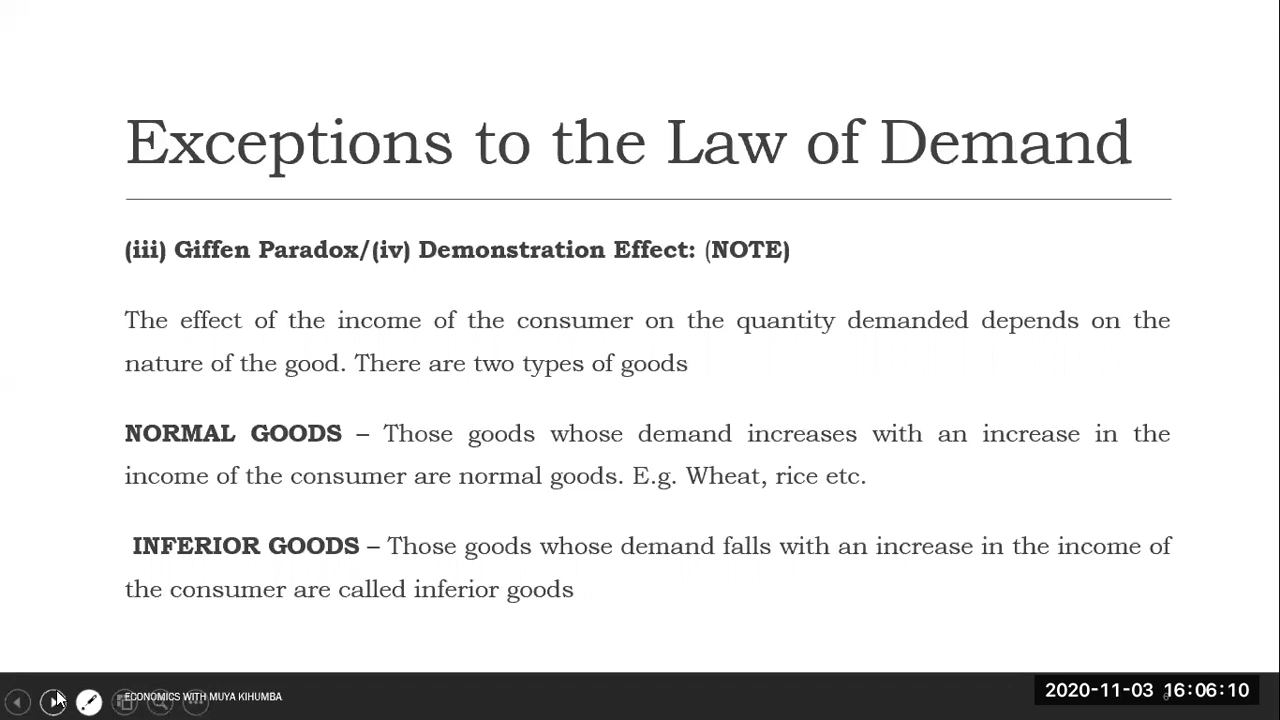 Exceptions to the Law of Demand
(iii) Giffen Paradox/(iv) Demonstration Effect: (NOTE)
The effect of the income of the consumer on the quantity demanded depends on the
nature of the good. There are two types of goods
NORMAL GOODS – Those goods whose demand increases with an increase in the
income of the consumer are normal goods. E.g. Wheat, rice etc.
INFERIOR GOODS – Those goods whose demand falls with an increase in the income of
the consumer are called inferior goods
ECONOMICS WITH MUYA KIHUMBA
2020-11-03 16:06:10